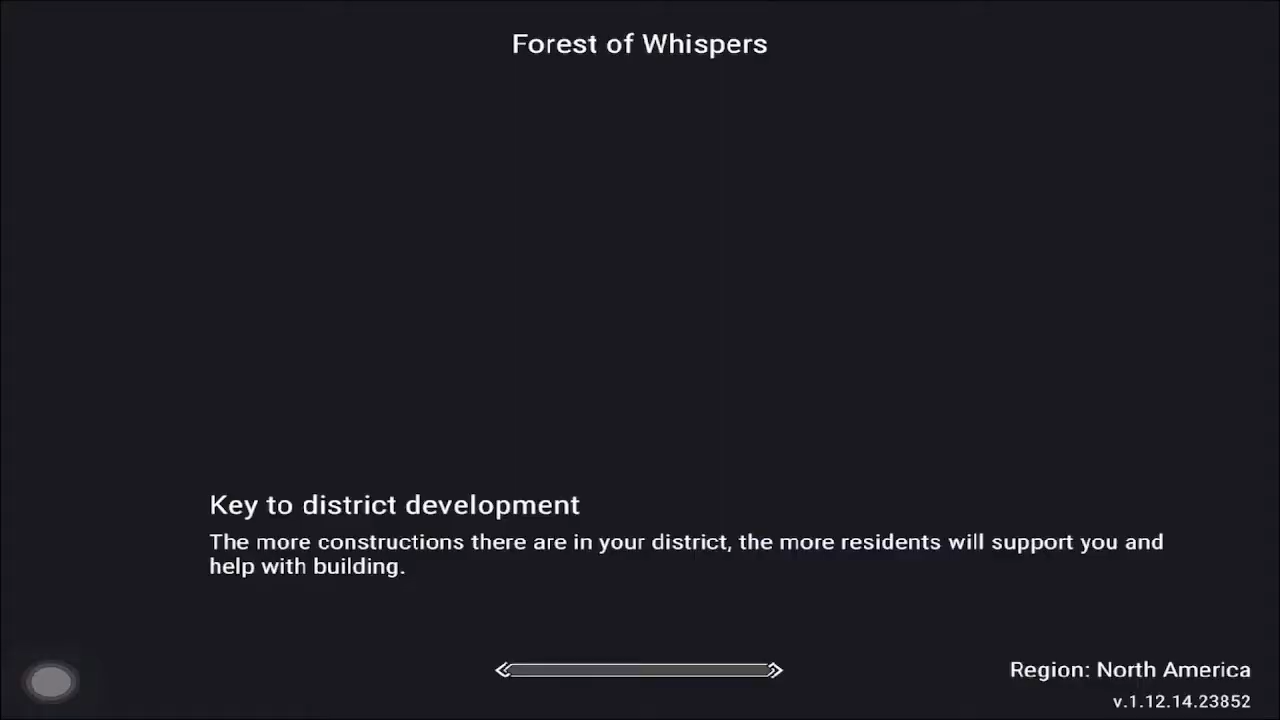 Forest of Whispers
Key to district development
The more constructions there are in your district, the more residents will support you and
help with building.
Region: North America
v.1.12.14.23852